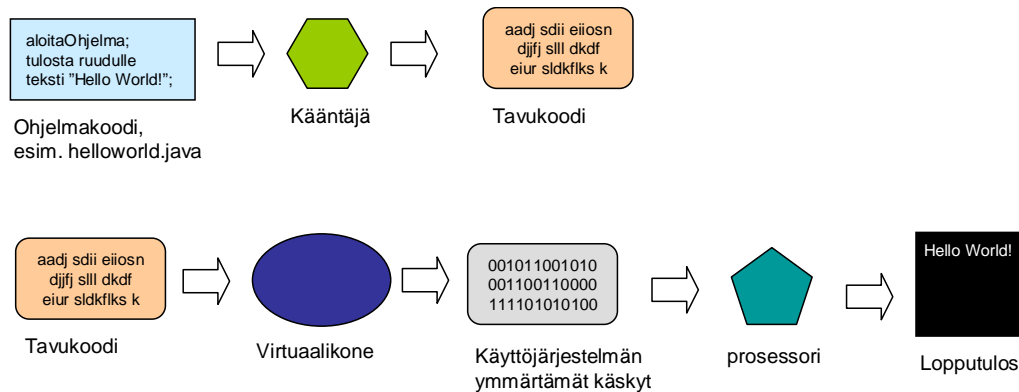 aloitaOhjelma;
tulosta ruudulle
teksti ”Hello World!”;
Ohjelmakoodi,
esim. helloworld.java
Kääntäjä
aadj sdii eiiosn
djjfj slll dkdf
eiur sldkflks k
Tavukoodi
aadj sdii eiiosn
djjfj slll dkdf
eiur sldkflks k
Tavukoodi
Virtuaalikone
001011001010
001100110000
111101010100
Käyttöjärjestelmän
ymmärtämät käskyt
prosessori
Hello World!
Lopputulos